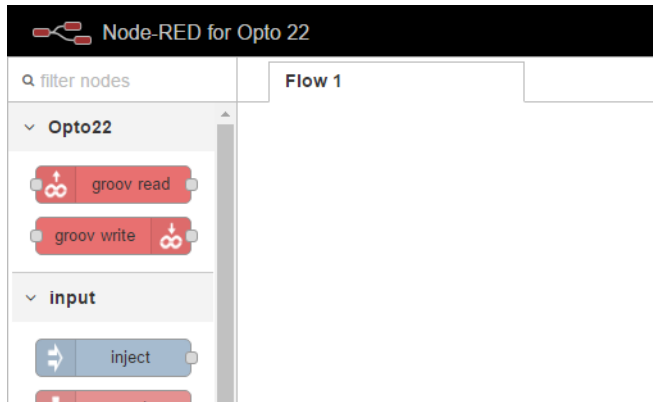 Node-RED for Opto 22
filter nodes
Flow 1
Opto22
groov read
groov write
input
inject